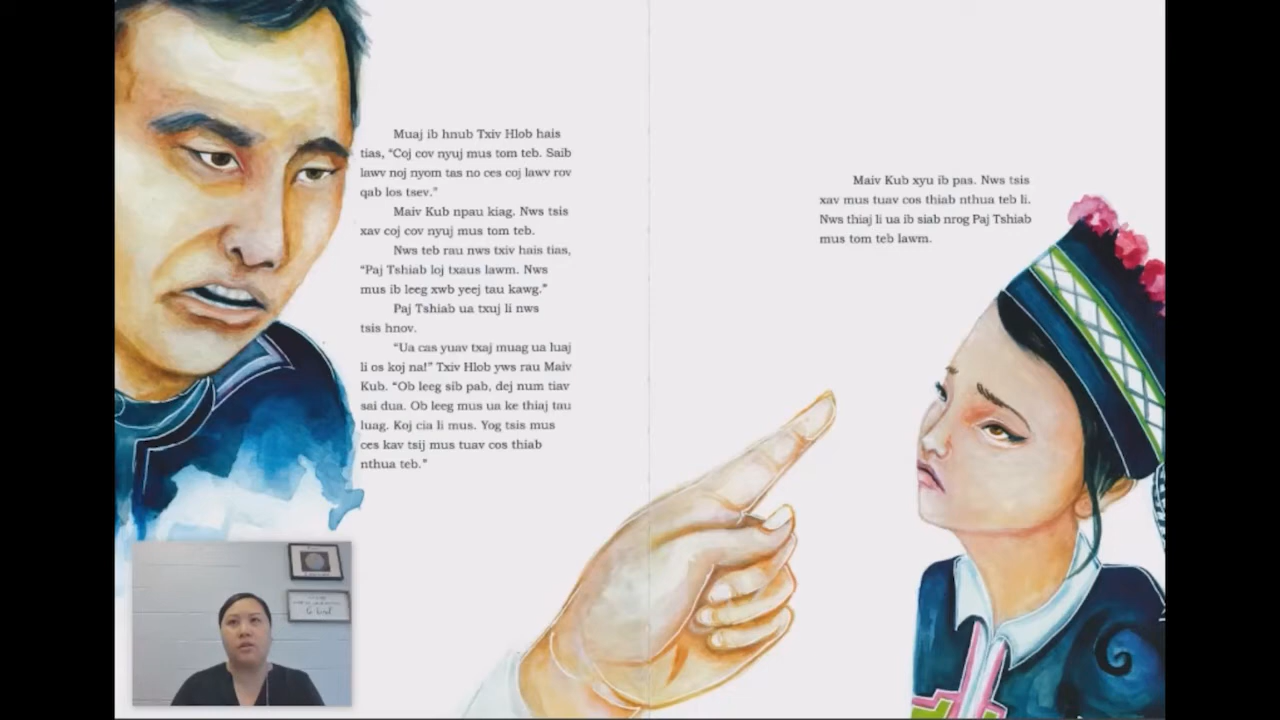 Muaj ib hnub Txiv Hlob hais
tias, “Coj cov nyuj mus tom teb. Saib
lawv noj nyom tas no ces coj lawv rov
qab los tsev.”
Maiv Kub npau kiag. Nws tsis
xav coj cov nyuj mus tom teb.
Nws teb rau nws txiv hais tias,
“Paj Tshiab loj txaus lawm. Nws
mus ib leeg xwb yeej tau kawg.”
Paj Tshiab ua txuj li nws
tsis hnov.
“Ua cas yuav txaj muag ua luaj
li os koj na!” Txiv Hlob yws rau Maiv
Kub. “Ob leeg sib pab, dej num tiav
sai dua. Ob leeg mus ua ke thiaj tau
luag. Koj cia li mus. Yog tsis mus
ces kav tsij mus tuav cos thiab
nthua teb.”
Maiv Kub xyu ib pas. Nws tsis
xav mus tuav cos thiab nthua teb li.
Nws thiaj li ua ib siab nrog Paj Tshiab
mus tom teb lawm.